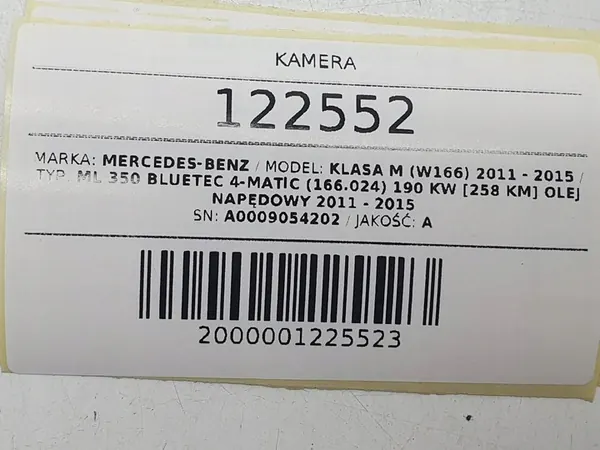 KAMERA
122552
MARKA: MERCEDES-BENZ / MODEL: KLASA M (W166) 2011 - 2015 /
TYP: ML 350 BLUETEC 4-MATIC (166.024) 190 KW [258 KM] OLEJ
NAPĘDOWY 2011 - 2015
SN: A0009054202 / JAKOŚĆ: A
2000001225523